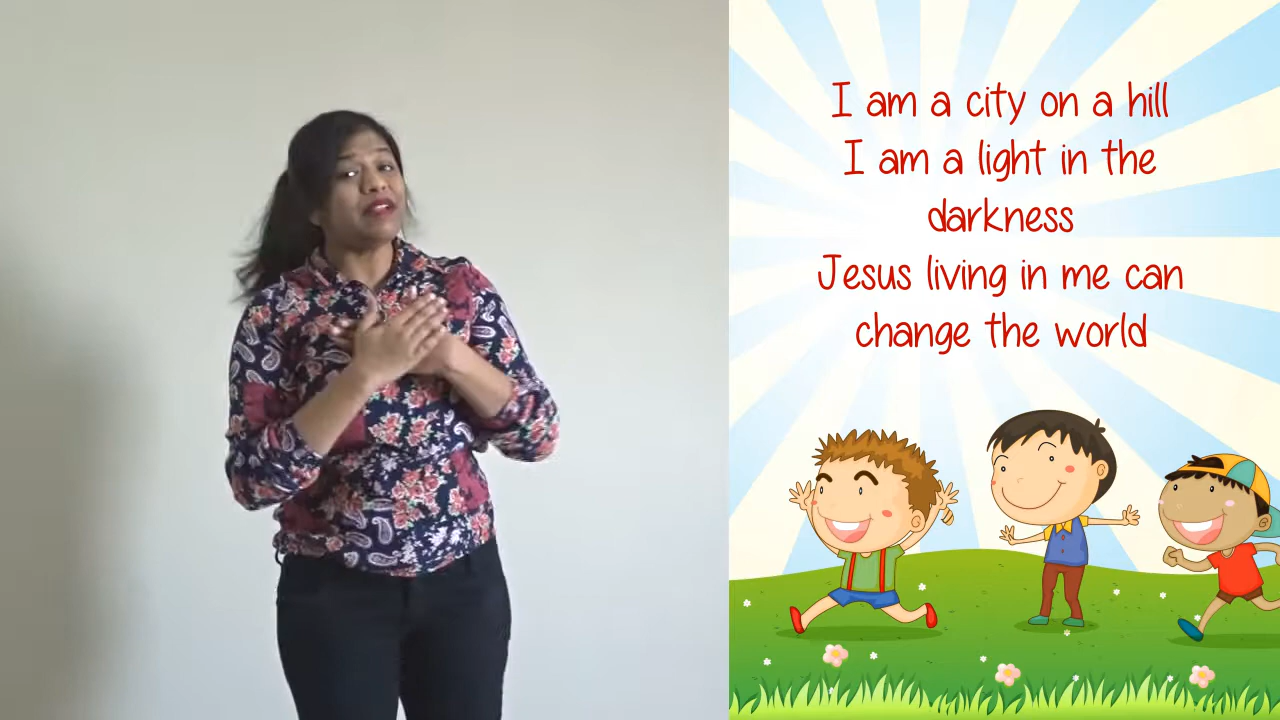 I am a city on a hill
I am a light in the
darkness
Jesus living in me can
change the world